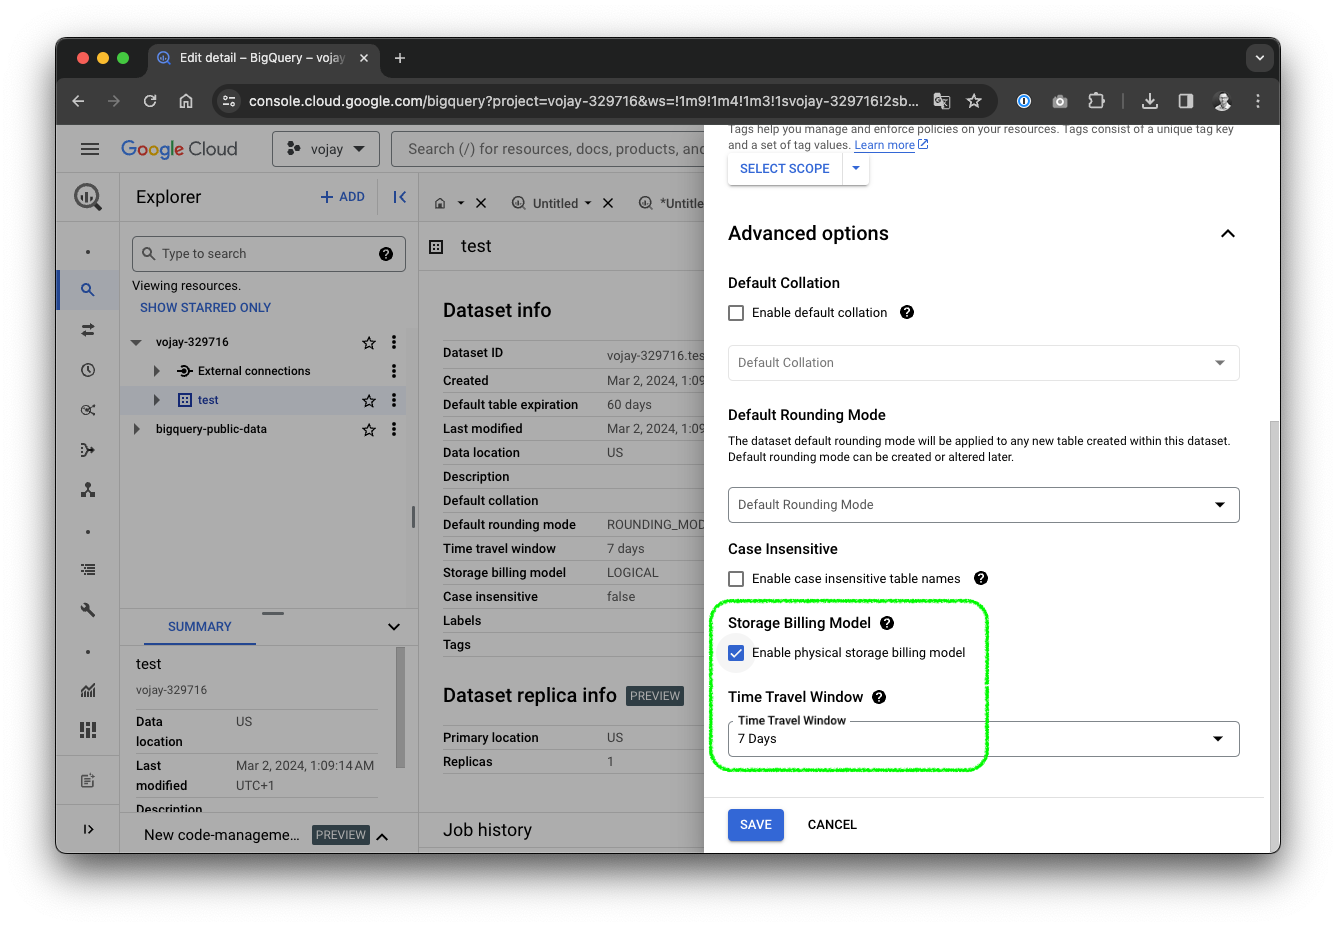 Edit detail – BigQuery – vojay
console.cloud.google.com/bigquery?project=vojay-329716&ws=!1m9!1m4!1m3!1svojay-329716!2sb...
Google Cloud
vojay
Search (/) for resources, docs, products, and
Explorer
ADD
Type to search
Viewing resources.
SHOW STARRED ONLY
vojay-329716
External connections
test
bigquery-public-data
SUMMARY
test
vojay-329716
Data location US
Last modified Mar 2, 2024, 1:09:14 AM UTC+1
Description
New code-manageme... PREVIEW
Untitled
*Untitle
test
Dataset info
Dataset ID vojay-329716.tes
Created Mar 2, 2024, 1:09
Default table expiration 60 days
Last modified Mar 2, 2024, 1:09
Data location US
Description
Default collation
Default rounding mode ROUNDING_MOD
Time travel window 7 days
Storage billing model LOGICAL
Case insensitive false
Labels
Tags
Dataset replica info PREVIEW
Primary location US
Replicas 1
Job history
Tags help you manage and enforce policies on your resources. Tags consist of a unique tag key
and a set of tag values. Learn more
SELECT SCOPE
Advanced options
Default Collation
Enable default collation
Default Collation
Default Rounding Mode
The dataset default rounding mode will be applied to any new table created within this dataset.
Default rounding mode can be created or altered later.
Default Rounding Mode
Case Insensitive
Enable case insensitive table names
Storage Billing Model
Enable physical storage billing model
Time Travel Window
Time Travel Window
7 Days
SAVE
CANCEL